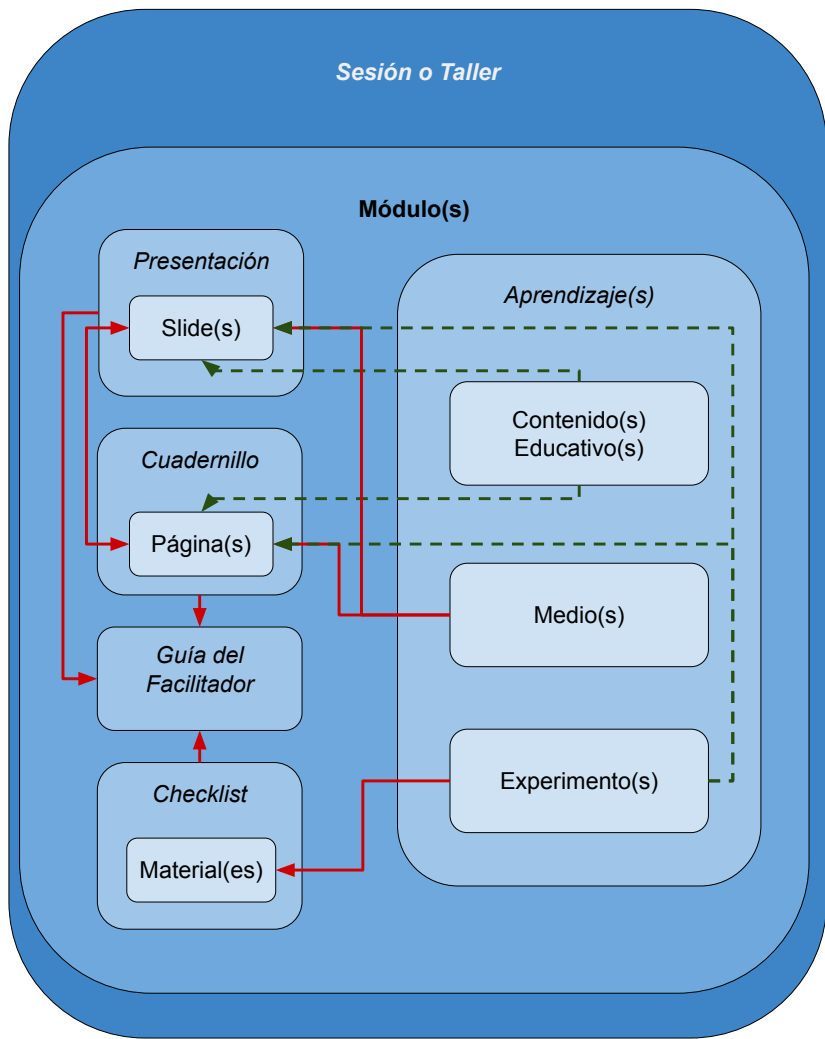 Sesión o Taller
Módulo(s)
Presentación
Slide(s)
Cuadernillo
Página(s)
Guía del
Facilitador
Checklist
Material(es)
Aprendizaje(s)
Contenido(s)
Educativo(s)
Medio(s)
Experimento(s)